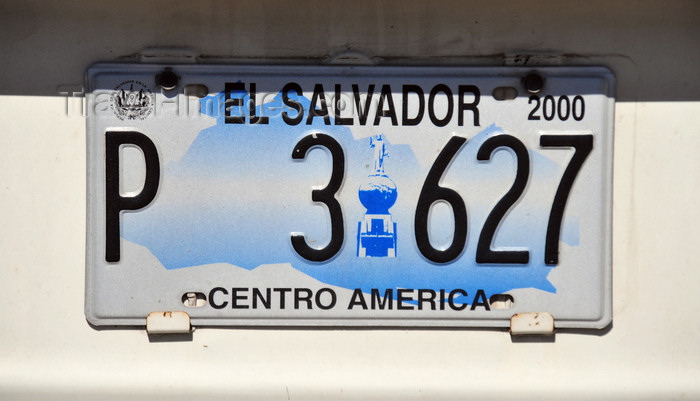 EL SALVADOR 2000
P 3 627
CENTRO AMERICA